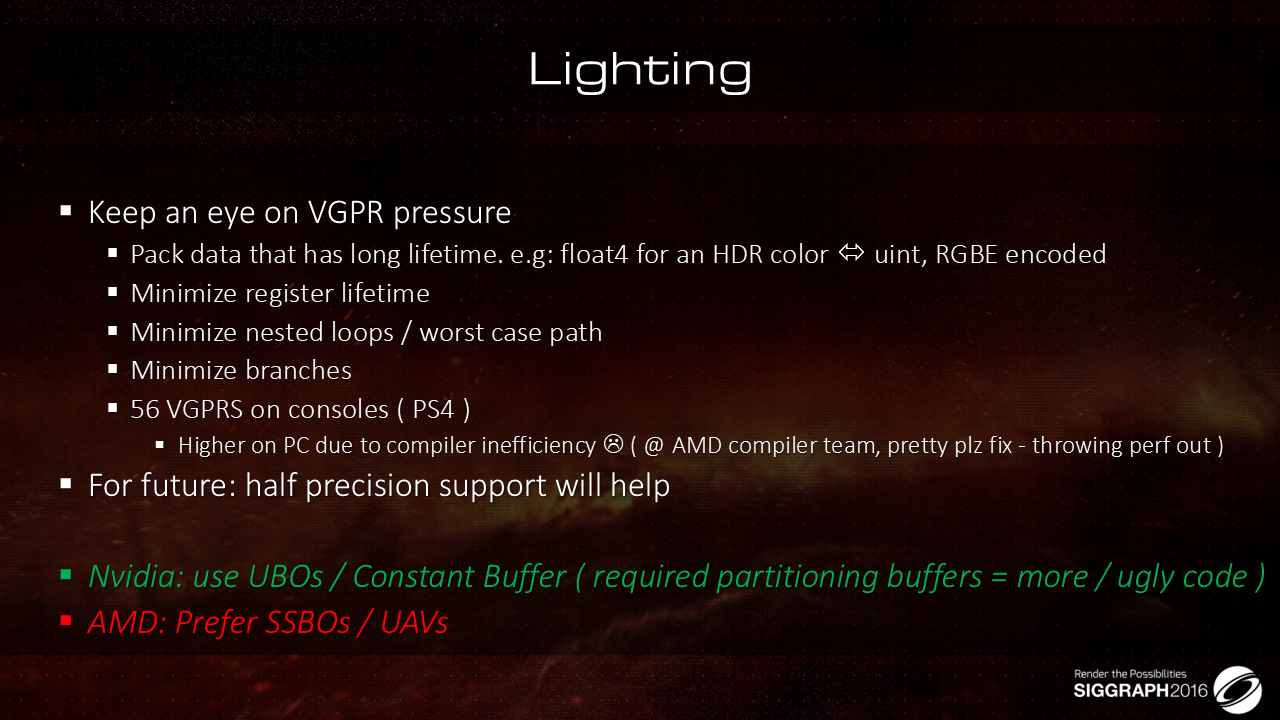 Lighting
▪ Keep an eye on VGPR pressure
▪ Pack data that has long lifetime. e.g: float4 for an HDR color ⬄ uint, RGBE encoded
▪ Minimize register lifetime
▪ Minimize nested loops / worst case path
▪ Minimize branches
▪ 56 VGPRS on consoles ( PS4 )
▪ Higher on PC due to compiler inefficiency ☹ ( @ AMD compiler team, pretty plz fix - throwing perf out )
▪ For future: half precision support will help
▪ Nvidia: use UBOs / Constant Buffer ( required partitioning buffers = more / ugly code )
▪ AMD: Prefer SSBOs / UAVs
Render the Possibilities
SIGGRAPH2016